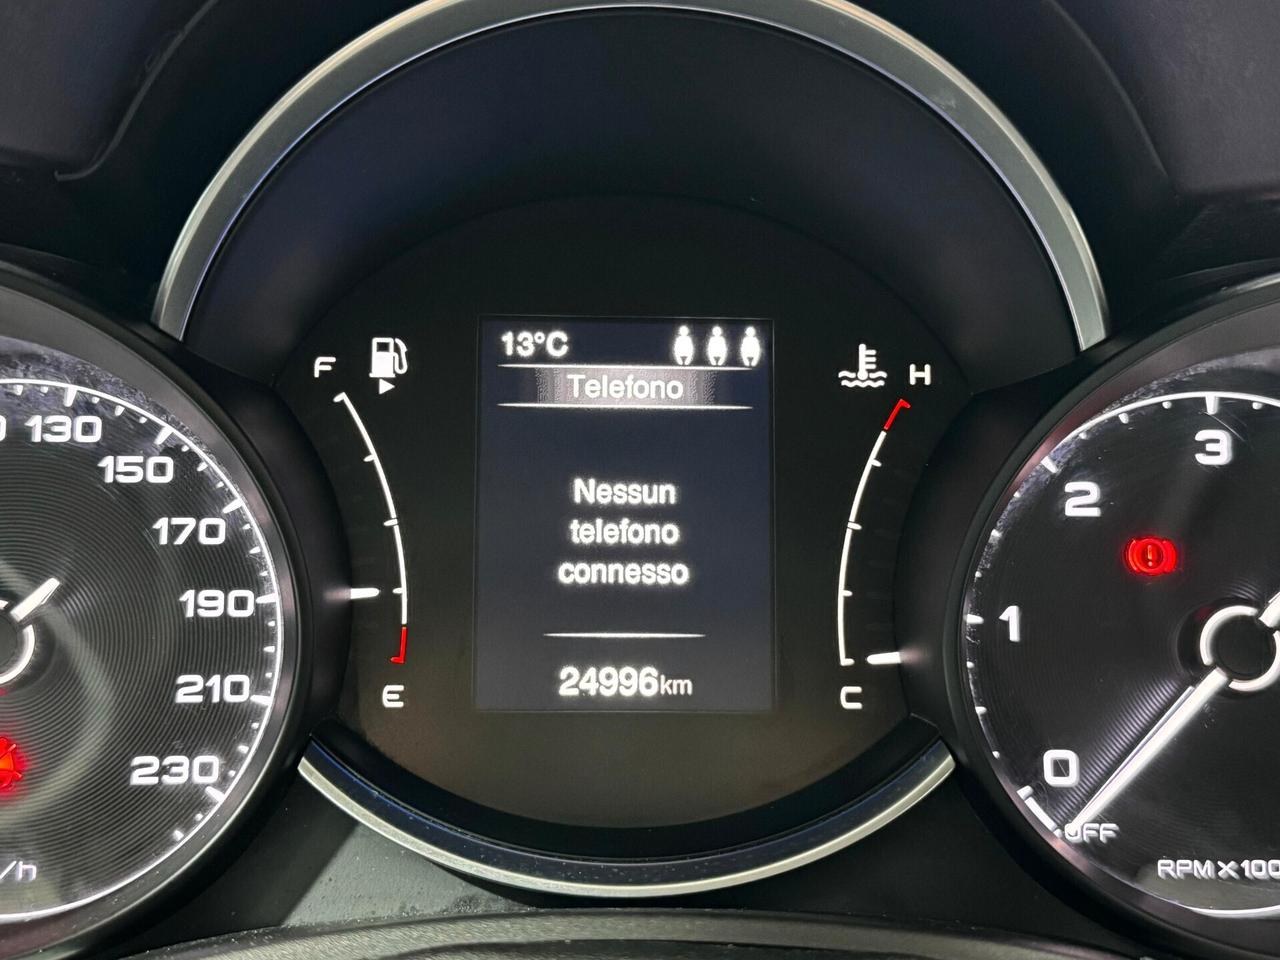 13°C
Telefono
Nessun
telefono
connesso
24996km
F
E
H
C
130
150
170
190
210
230
/h
3
2
1
0
OFF
RPM X100